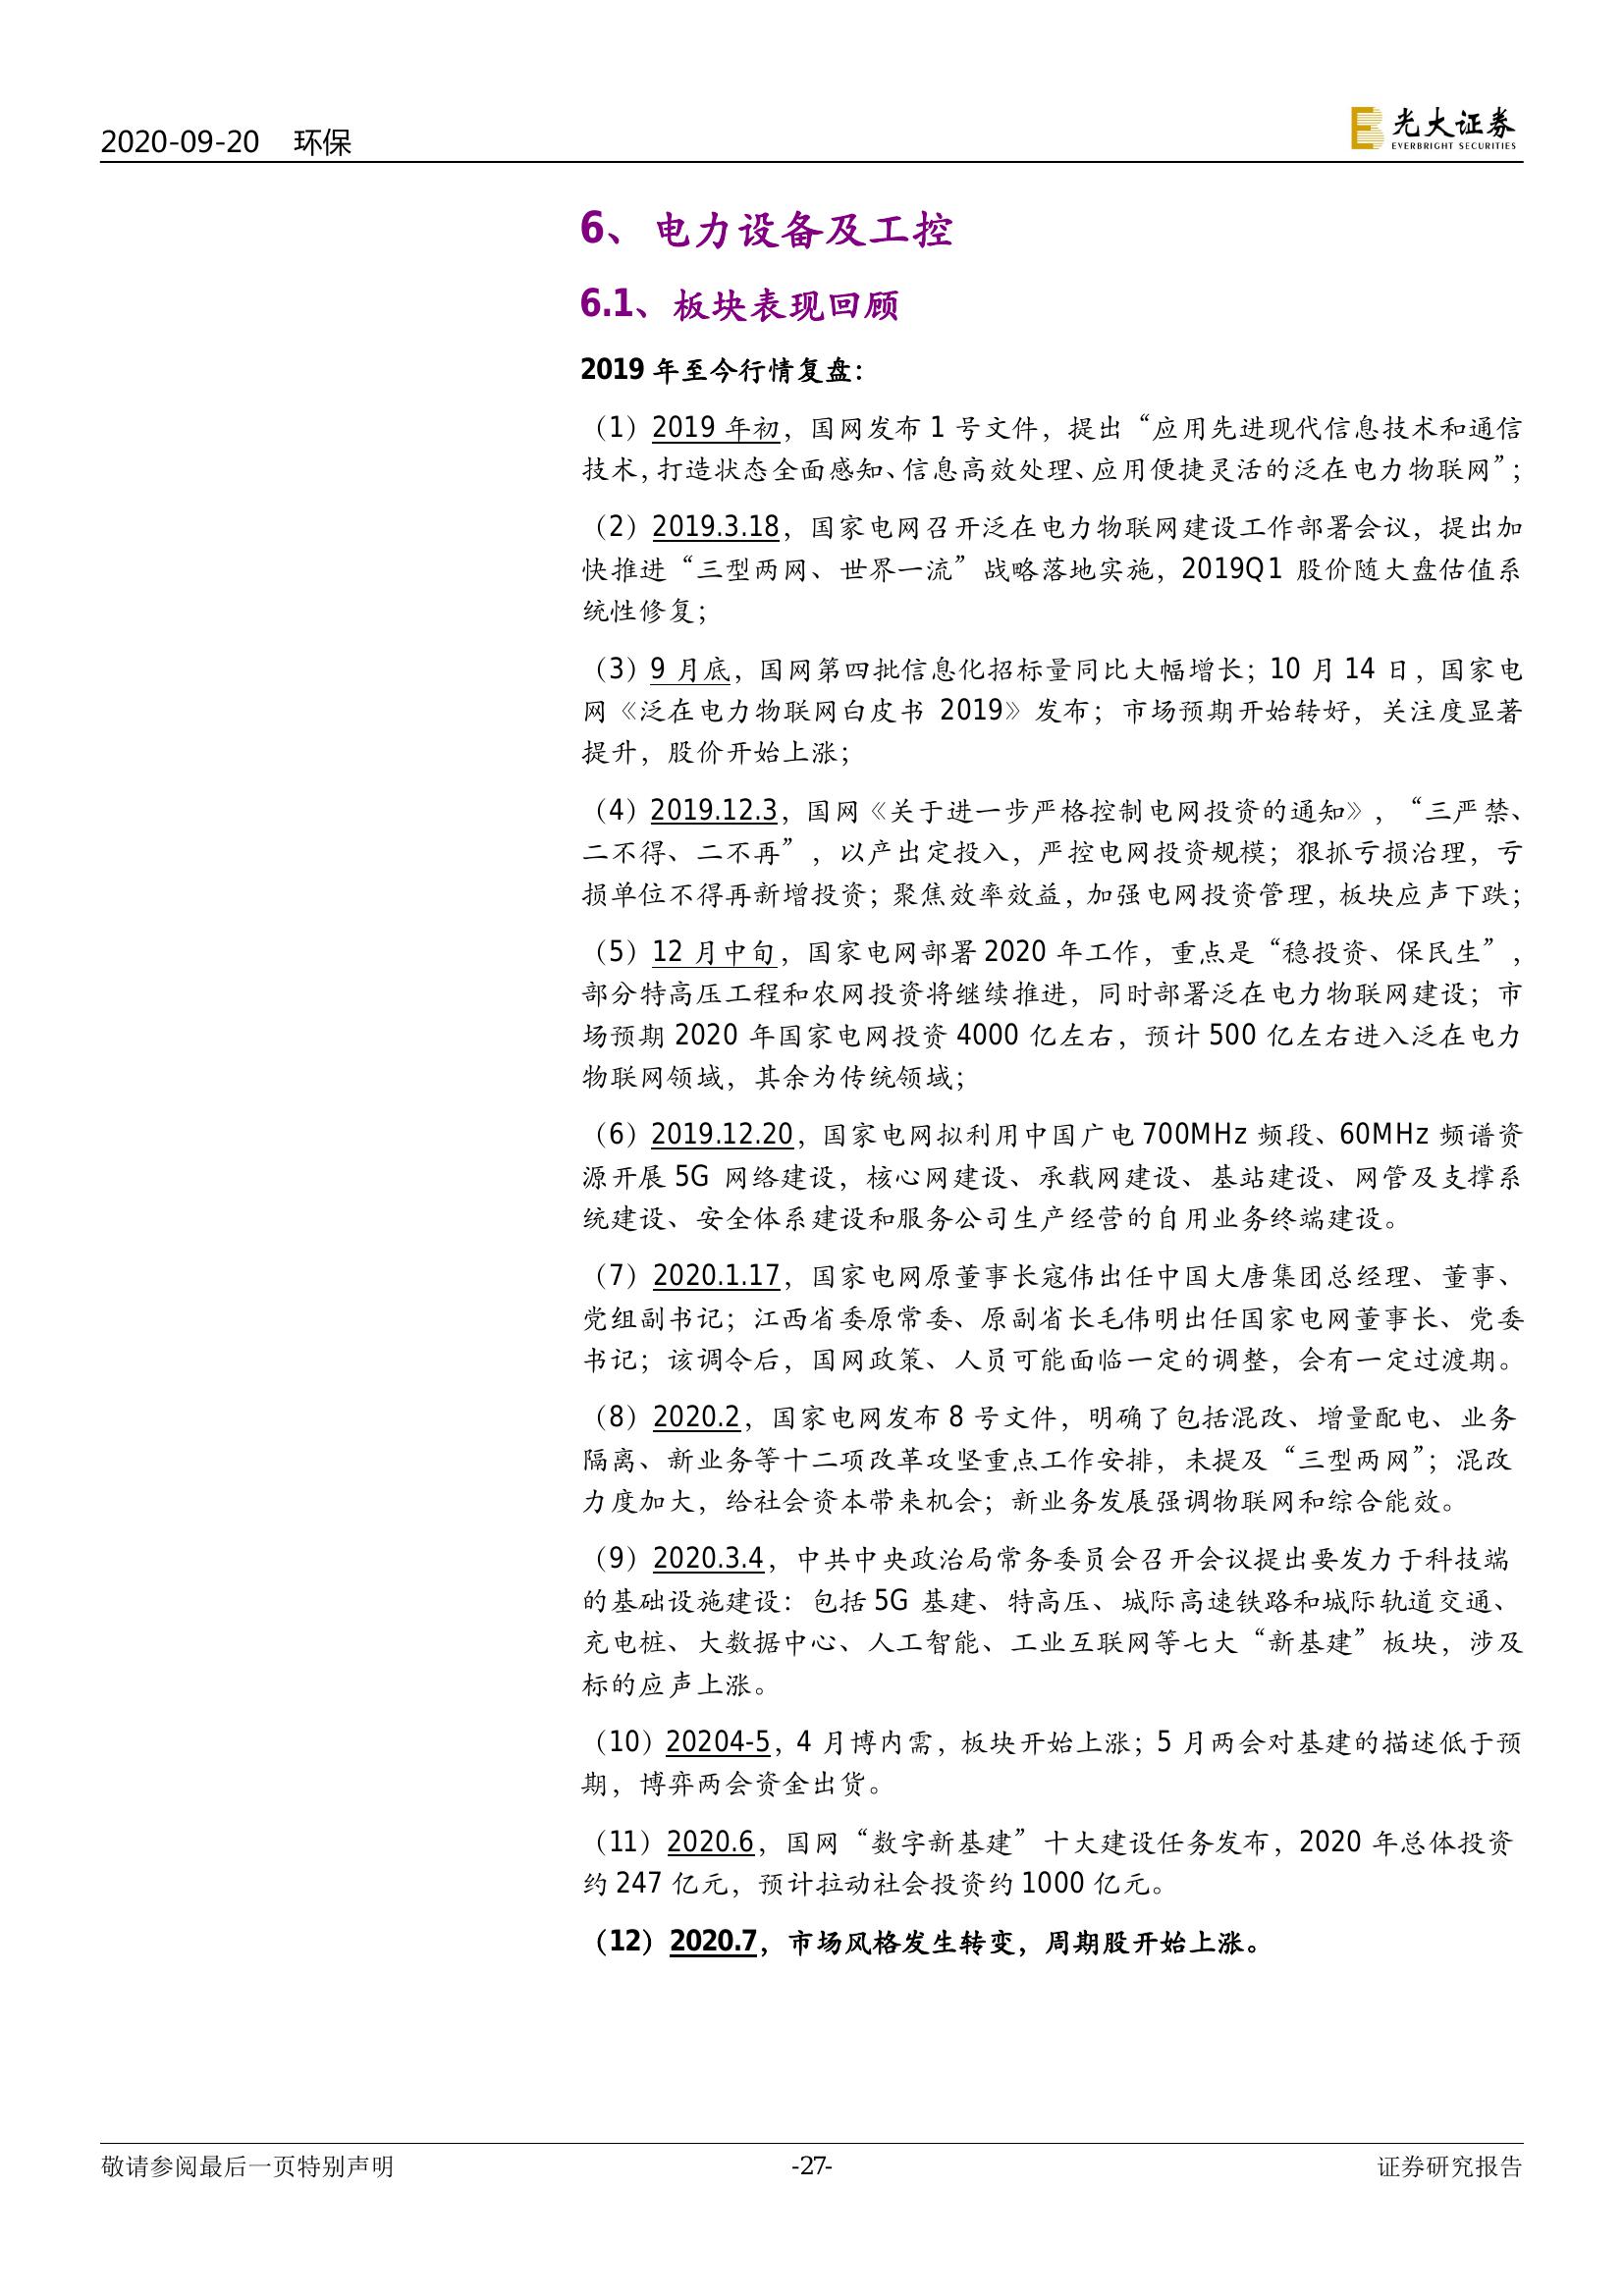 2020-09-20 环保
光大证券
EVERBRIGHT SECURITIES
6、电力设备及工控
6.1、板块表现回顾
2019 年至今行情复盘：
（1）2019 年初，国网发布 1 号文件，提出“应用先进现代信息技术和通信
技术，打造状态全面感知、信息高效处理、应用便捷灵活的泛在电力物联网”；
（2）2019.3.18，国家电网召开泛在电力物联网建设工作部署会议，提出加
快推进“三型两网、世界一流”战略落地实施，2019Q1 股价随大盘估值系
统性修复；
（3）9 月底，国网第四批信息化招标量同比大幅增长；10 月 14 日，国家电
网《泛在电力物联网白皮书 2019》发布；市场预期开始转好，关注度显著
提升，股价开始上涨；
（4）2019.12.3，国网《关于进一步严格控制电网投资的通知》，“三严禁、
二不得、二不再”，以产出定投入，严控电网投资规模；狠抓亏损治理，亏
损单位不得再新增投资；聚焦效率效益，加强电网投资管理，板块应声下跌；
（5）12 月中旬，国家电网部署 2020 年工作，重点是“稳投资、保民生”，
部分特高压工程和农网投资将继续推进，同时部署泛在电力物联网建设；市
场预期 2020 年国家电网投资 4000 亿左右，预计 500 亿左右进入泛在电力
物联网领域，其余为传统领域；
（6）2019.12.20，国家电网拟利用中国广电 700MHz 频段、60MHz 频谱资
源开展 5G 网络建设，核心网建设、承载网建设、基站建设、网管及支撑系
统建设、安全体系建设和服务公司生产经营的自用业务终端建设。
（7）2020.1.17，国家电网原董事长寇伟出任中国大唐集团总经理、董事、
党组副书记；江西省委原常委、原副省长毛伟明出任国家电网董事长、党委
书记；该调令后，国网政策、人员可能面临一定的调整，会有一定过渡期。
（8）2020.2，国家电网发布 8 号文件，明确了包括混改、增量配电、业务
隔离、新业务等十二项改革攻坚重点工作安排，未提及“三型两网”；混改
力度加大，给社会资本带来机会；新业务发展强调物联网和综合能效。
（9）2020.3.4，中共中央政治局常务委员会召开会议提出要发力于科技端
的基础设施建设：包括 5G 基建、特高压、城际高速铁路和城际轨道交通、
充电桩、大数据中心、人工智能、工业互联网等七大“新基建”板块，涉及
标的应声上涨。
（10）20204-5，4 月博内需，板块开始上涨；5 月两会对基建的描述低于预
期，博弈两会资金出货。
（11）2020.6，国网“数字新基建”十大建设任务发布，2020 年总体投资
约 247 亿元，预计拉动社会投资约 1000 亿元。
（12）2020.7，市场风格发生转变，周期股开始上涨。
敬请参阅最后一页特别声明 -27- 证券研究报告